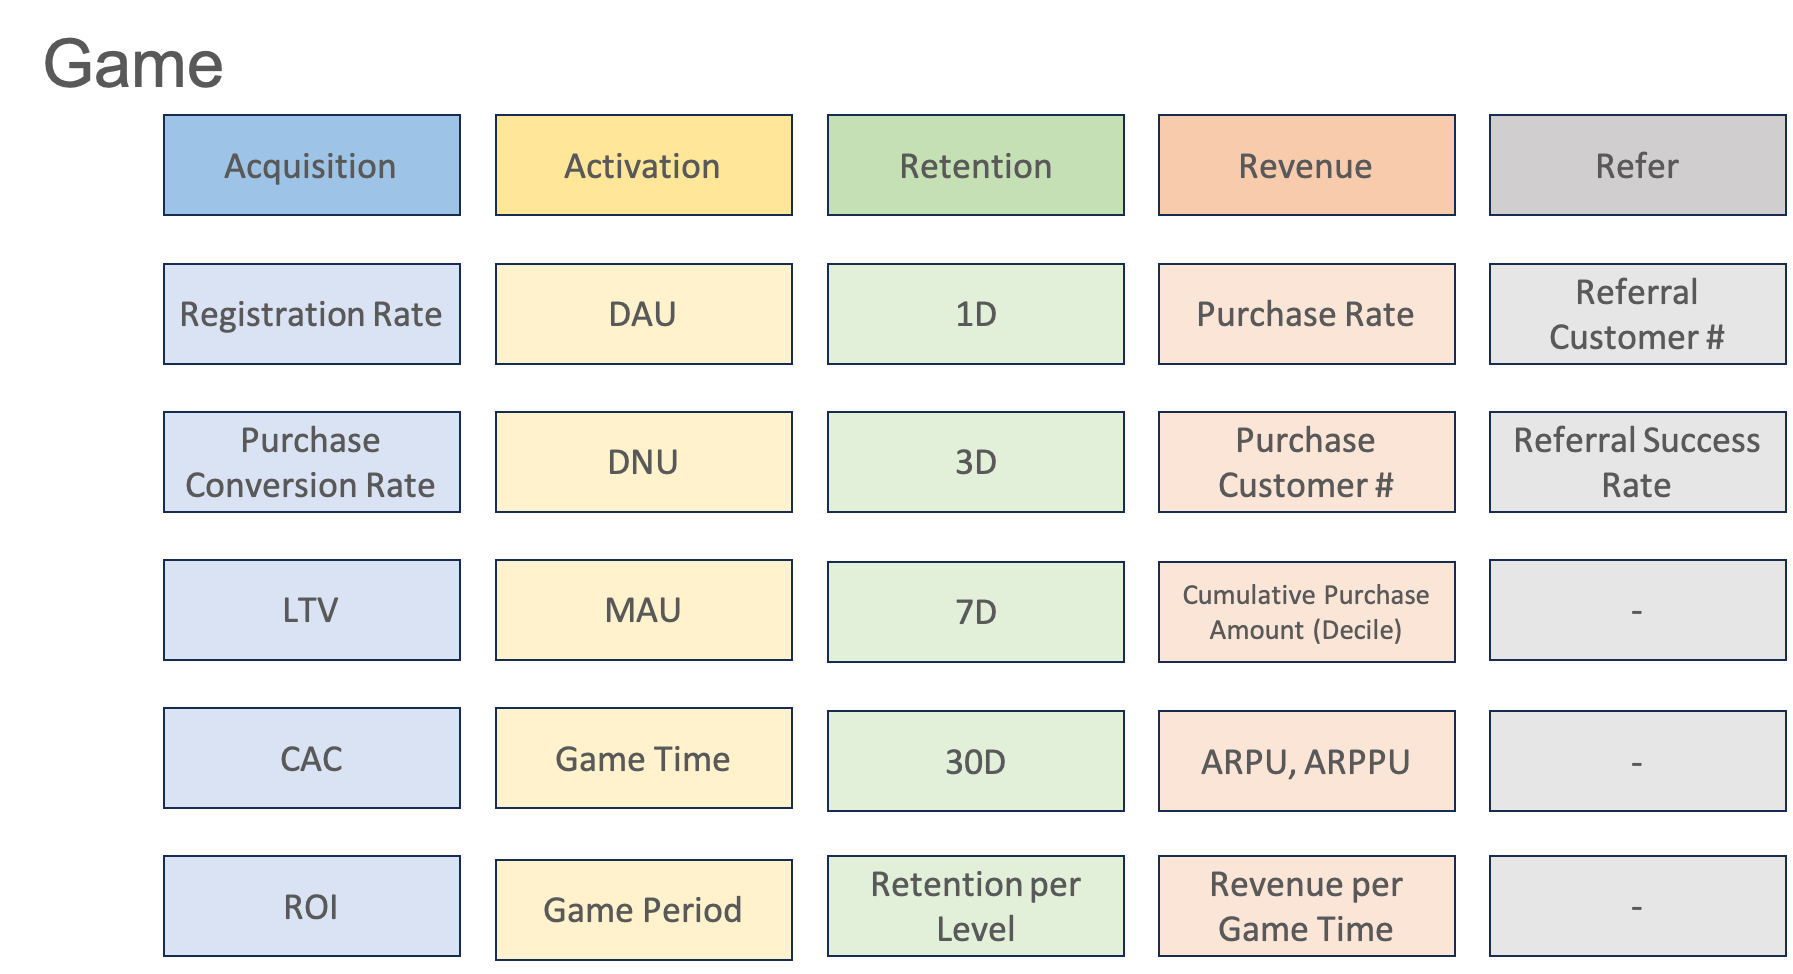 Game
Acquisition
Activation
Retention
Revenue
Refer
Registration Rate
DAU
1D
Purchase Rate
Referral
Customer #
Purchase
Conversion Rate
DNU
3D
Purchase
Customer #
Referral Success
Rate
LTV
MAU
7D
Cumulative Purchase
Amount (Decile)
-
CAC
Game Time
30D
ARPU, ARPPU
-
ROI
Game Period
Retention per
Level
Revenue per
Game Time
-